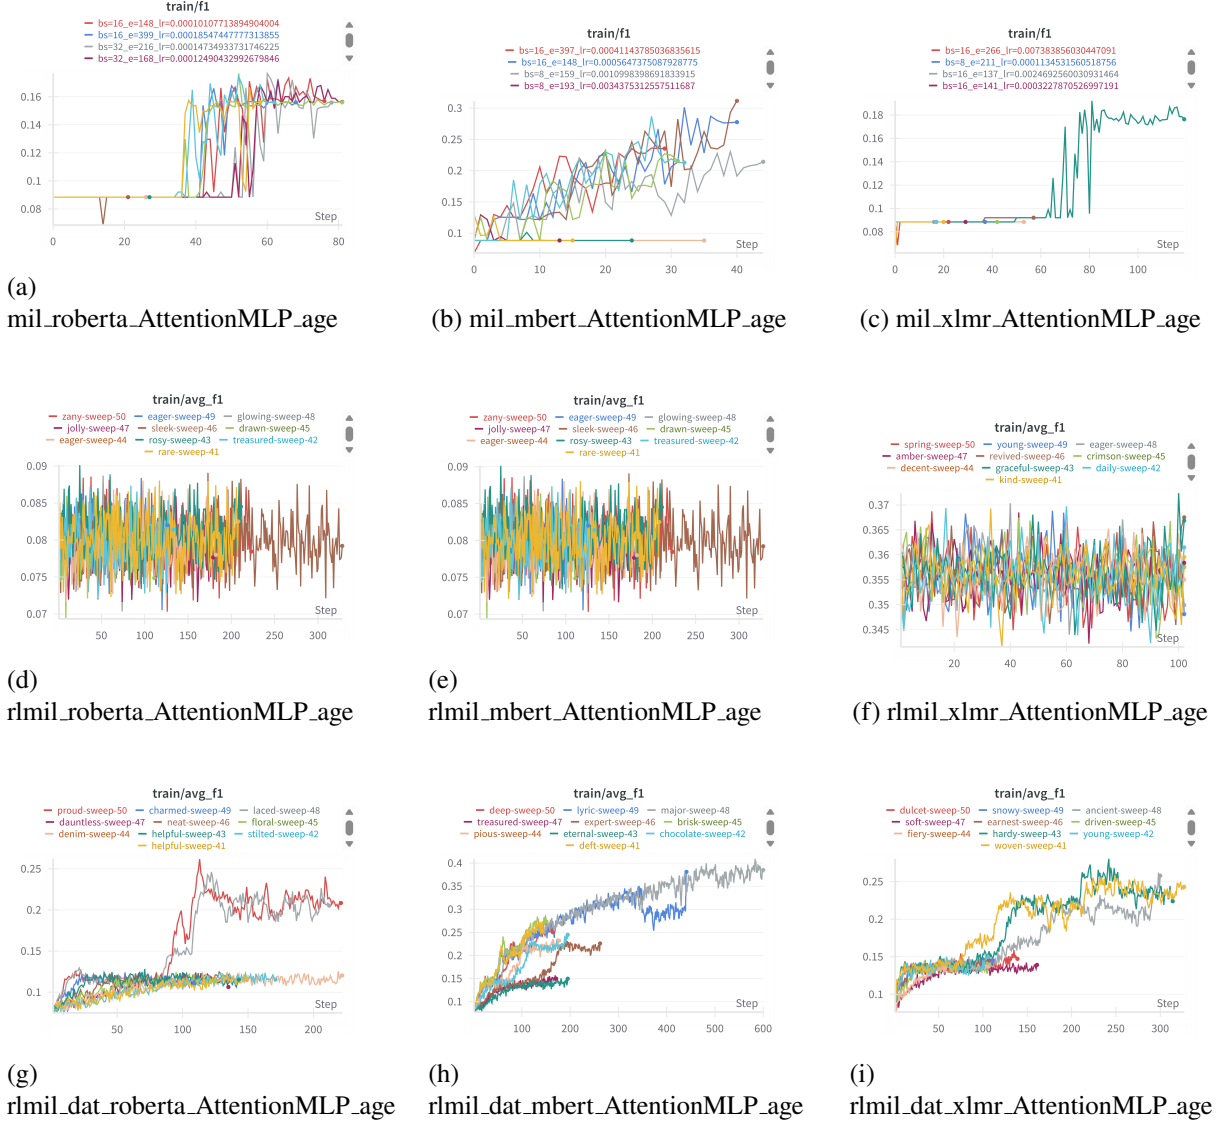 train/f1
bs=16_e=148_lr=0.00010107713894904004
bs=16_e=399_lr=0.00018547447777313855
bs=32_e=216_lr=0.00014734933731746225
bs=32_e=168_lr=0.00012490432992679846
0.16
0.14
0.12
0.1
0.08
Step
0 20 40 60 80
(a)
mil_roberta_AttentionMLP_age
train/f1
bs=16_e=397_lr=0.00041143785036835615
bs=16_e=148_lr=0.0005647375087928775
bs=8_e=159_lr=0.0010998398691833915
bs=8_e=193_lr=0.0034375312557511687
0.3
0.25
0.2
0.15
0.1
Step
0 10 20 30 40
(b) mil_mbert_AttentionMLP_age
train/f1
bs=16_e=266_lr=0.007383856030447091
bs=8_e=211_lr=0.0001134531560518756
bs=16_e=137_lr=0.0024692560030931464
bs=16_e=141_lr=0.0003227870526997191
0.18
0.16
0.14
0.12
0.1
0.08
Step
0 20 40 60 80 100
(c) mil_xlmr_AttentionMLP_age
train/avg_f1
zany-sweep-50 eager-sweep-49 glowing-sweep-48
jolly-sweep-47 sleek-sweep-46 drawn-sweep-45
eager-sweep-44 rosy-sweep-43 treasured-sweep-42
rare-sweep-41
0.09
0.085
0.08
0.075
0.07
Step
50 100 150 200 250 300
(d)
rlmil_roberta_AttentionMLP_age
train/avg_f1
zany-sweep-50 eager-sweep-49 glowing-sweep-48
jolly-sweep-47 sleek-sweep-46 drawn-sweep-45
eager-sweep-44 rosy-sweep-43 treasured-sweep-42
rare-sweep-41
0.09
0.085
0.08
0.075
0.07
Step
50 100 150 200 250 300
(e)
rlmil_mbert_AttentionMLP_age
train/avg_f1
spring-sweep-50 young-sweep-49 eager-sweep-48
amber-sweep-47 revived-sweep-46 crimson-sweep-45
decent-sweep-44 graceful-sweep-43 daily-sweep-42
kind-sweep-41
0.37
0.365
0.36
0.355
0.35
0.345
Step
20 40 60 80 100
(f) rlmil_xlmr_AttentionMLP_age
train/avg_f1
proud-sweep-50 charmed-sweep-49 laced-sweep-48
dauntless-sweep-47 neat-sweep-46 floral-sweep-45
denim-sweep-44 helpful-sweep-43 stilted-sweep-42
helpful-sweep-41
0.25
0.2
0.15
0.1
Step
50 100 150 200
(g)
rlmil_dat_roberta_AttentionMLP_age
train/avg_f1
deep-sweep-50 lyric-sweep-49 major-sweep-48
treasured-sweep-47 expert-sweep-46 brisk-sweep-45
pious-sweep-44 eternal-sweep-43 chocolate-sweep-42
deft-sweep-41
0.4
0.35
0.3
0.25
0.2
0.15
0.1
Step
100 200 300 400 500 600
(h)
rlmil_dat_mbert_AttentionMLP_age
train/avg_f1
dulcet-sweep-50 snowy-sweep-49 ancient-sweep-48
soft-sweep-47 earnest-sweep-46 driven-sweep-45
fiery-sweep-44 hardy-sweep-43 young-sweep-42
woven-sweep-41
0.25
0.2
0.15
0.1
Step
50 100 150 200 250 300
(i)
rlmil_dat_xlmr_AttentionMLP_age